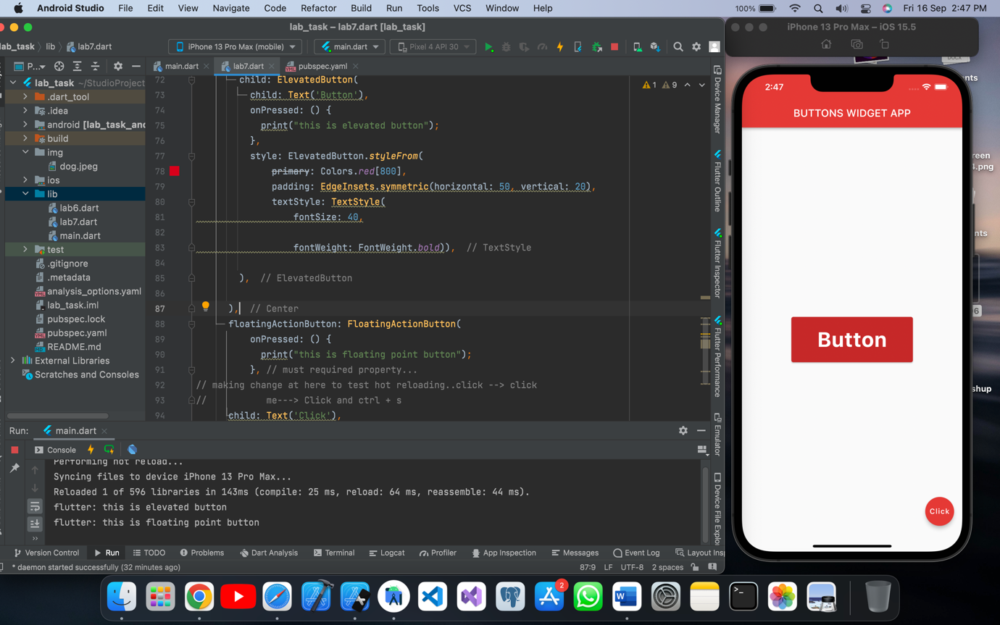 Android Studio File Edit View Navigate Code Refactor Build Run Tools VCS Window Help 100% Fri 16 Sep 2:47 PM
lab_task – lab7.dart [lab_task]
lab_task lib lab7.dart iPhone 13 Pro Max (mobile) main.dart Pixel 4 API 30
P... main.dart lab7.dart pubspec.yaml
lab_task ~/StudioProject
.dart_tool
.idea
android [lab_task_and
build
img
dog.jpeg
ios
lib
lab6.dart
lab7.dart
main.dart
test
.gitignore
.metadata
analysis_options.yaml
lab_task.iml
pubspec.lock
pubspec.yaml
README.md
External Libraries
Scratches and Consoles
1 9
72 child: ElevatedButton(
73 child: Text('Button'),
74 onPressed: () {
75 print("this is elevated button");
76 },
77 style: ElevatedButton.styleFrom(
78 primary: Colors.red[800],
79 padding: EdgeInsets.symmetric(horizontal: 50, vertical: 20),
80 textStyle: TextStyle(
81 fontSize: 40,
82
83 fontWeight: FontWeight.bold)), // TextStyle
84
85 ), // ElevatedButton
86
87 ), // Center
88 floatingActionButton: FloatingActionButton(
89 onPressed: () {
90 print("this is floating point button");
91 }, // must required property...
92 // making change at here to test hot reloading..click --> click
93 // me---> Click and ctrl + s
94 child: Text('Click'),
Device Manager
Flutter Outline
Flutter Inspector
Flutter Performance
Emulator
Device File Explo
Run: main.dart
Console
Performing hot reload...
Syncing files to device iPhone 13 Pro Max...
Reloaded 1 of 596 libraries in 143ms (compile: 25 ms, reload: 64 ms, reassemble: 44 ms).
flutter: this is elevated button
flutter: this is floating point button
Version Control Run TODO Problems Dart Analysis Terminal Logcat Profiler App Inspection Messages Event Log Layout Ins
* daemon started successfully (32 minutes ago) 87:9 LF UTF-8 2 spaces
iPhone 13 Pro Max – iOS 15.5
2:47
BUTTONS WIDGET APP
Button
Click
nts
reen
4.png
nts
6
shup
2